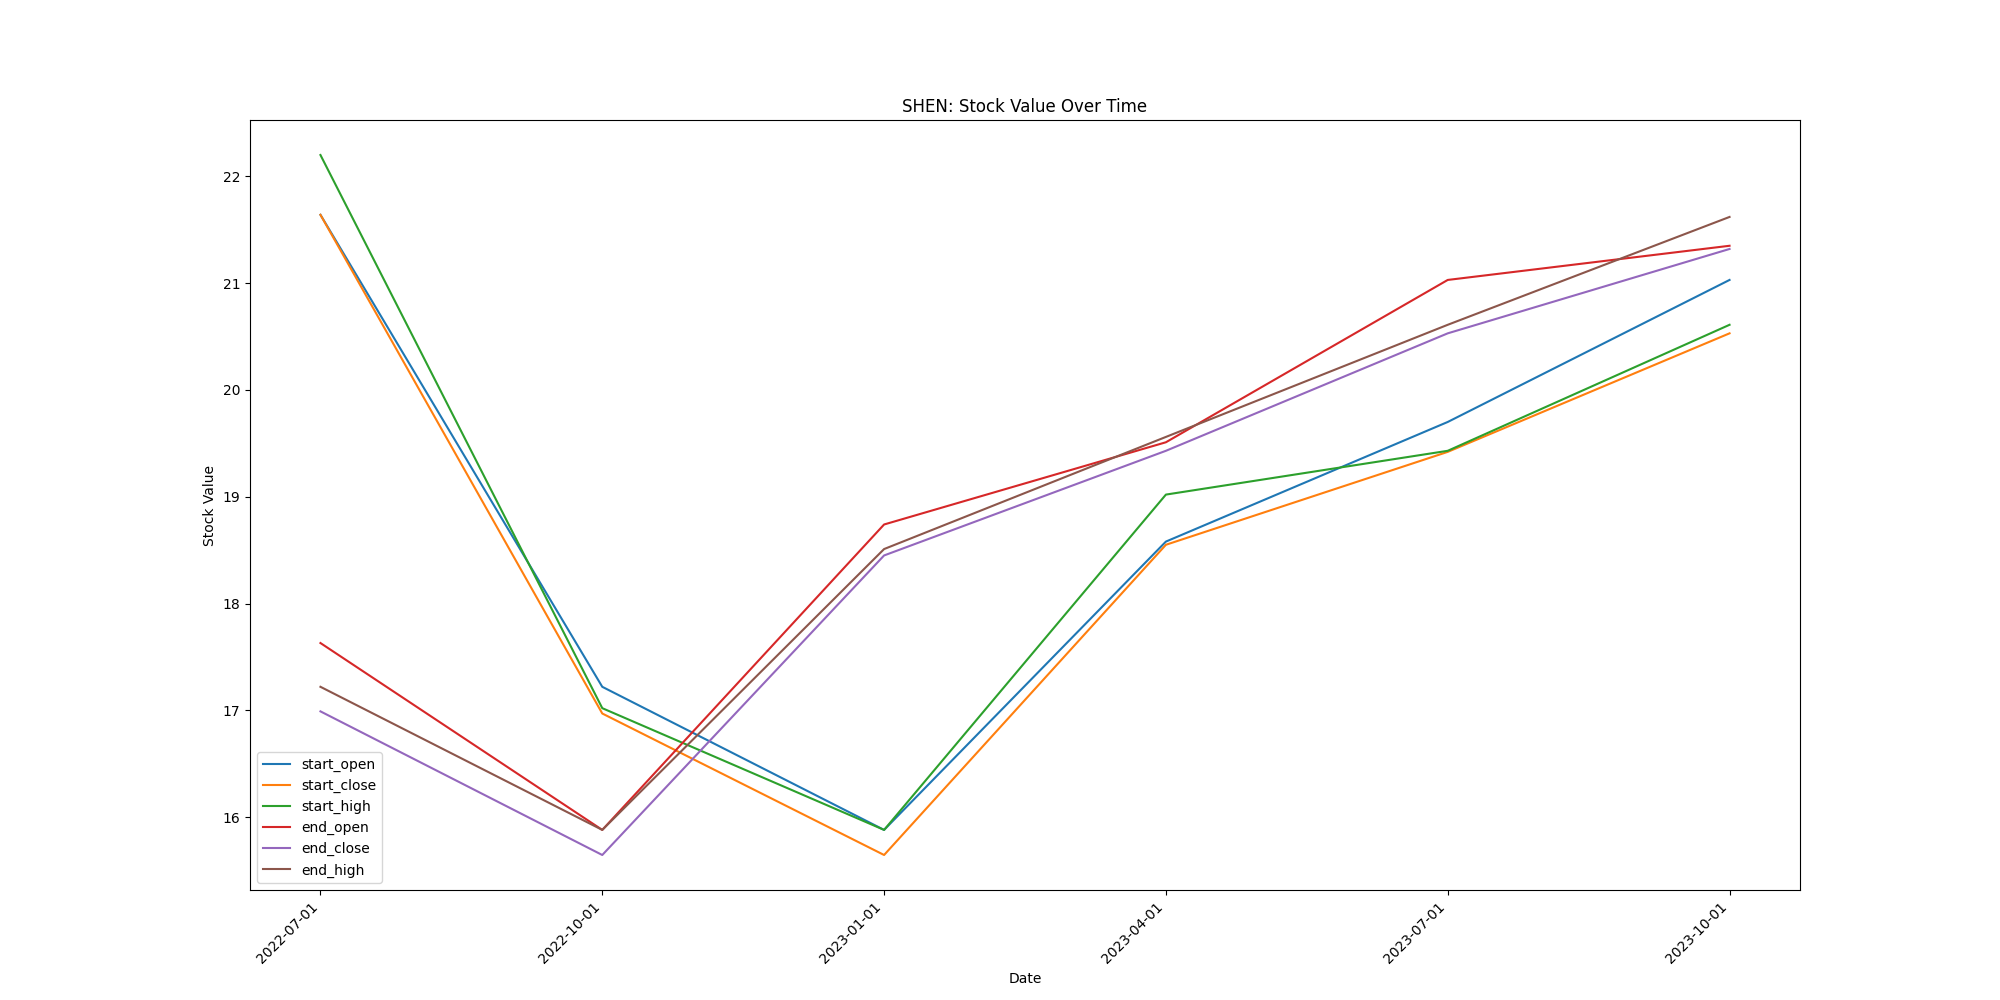 SHEN: Stock Value Over Time
Stock Value
22
21
20
19
18
17
16
start_open
start_close
start_high
end_open
end_close
end_high
2022-07-01
2022-10-01
2023-01-01
2023-04-01
2023-07-01
2023-10-01
Date